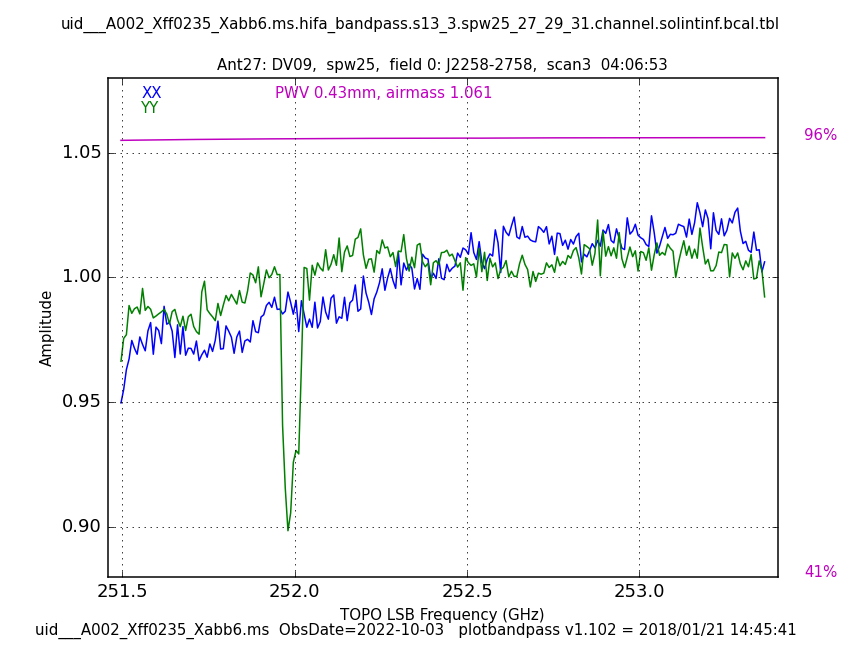 uid___A002_Xff0235_Xabb6.ms.hifa_bandpass.s13_3.spw25_27_29_31.channel.solintinf.bcal.tbl
Ant27: DV09,  spw25,  field 0: J2258-2758,  scan3  04:06:53
XX
PWV 0.43mm, airmass 1.061
YY
96%
1.05
1.00
Amplitude
0.95
0.90
41%
251.5
252.0
252.5
253.0
TOPO LSB Frequency (GHz)
uid___A002_Xff0235_Xabb6.ms  ObsDate=2022-10-03   plotbandpass v1.102 = 2018/01/21 14:45:41